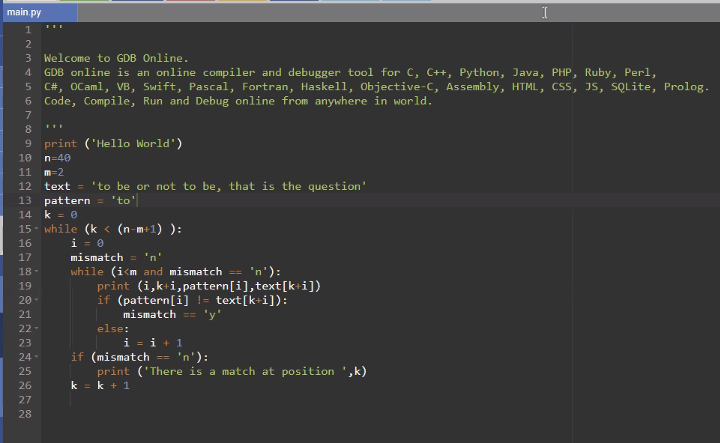 main.py
1 '''
2
3 Welcome to GDB Online.
4 GDB online is an online compiler and debugger tool for C, C++, Python, Java, PHP, Ruby, Perl,
5 C#, OCaml, VB, Swift, Pascal, Fortran, Haskell, Objective-C, Assembly, HTML, CSS, JS, SQLite, Prolog.
6 Code, Compile, Run and Debug online from anywhere in world.
7
8 '''
9 print ('Hello World')
10 n=40
11 m=2
12 text = 'to be or not to be, that is the question'
13 pattern = 'to'
14 k = 0
15 while (k < (n-m+1) ):
16     i = 0
17     mismatch = 'n'
18     while (i<m and mismatch == 'n'):
19         print (i,k+i,pattern[i],text[k+i])
20         if (pattern[i] != text[k+i]):
21             mismatch == 'y'
22         else:
23             i = i + 1
24     if (mismatch == 'n'):
25         print ('There is a match at position ',k)
26     k = k + 1
27
28